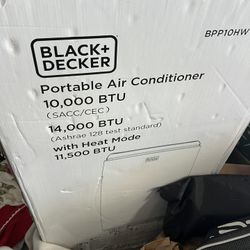 BPP10HW
BLACK+
DECKER
Portable Air Conditioner
10,000 BTU
(SACC/CEC)
14,000 BTU
(Ashrae 128 test standard)
with Heat Mode
11,500 BTU